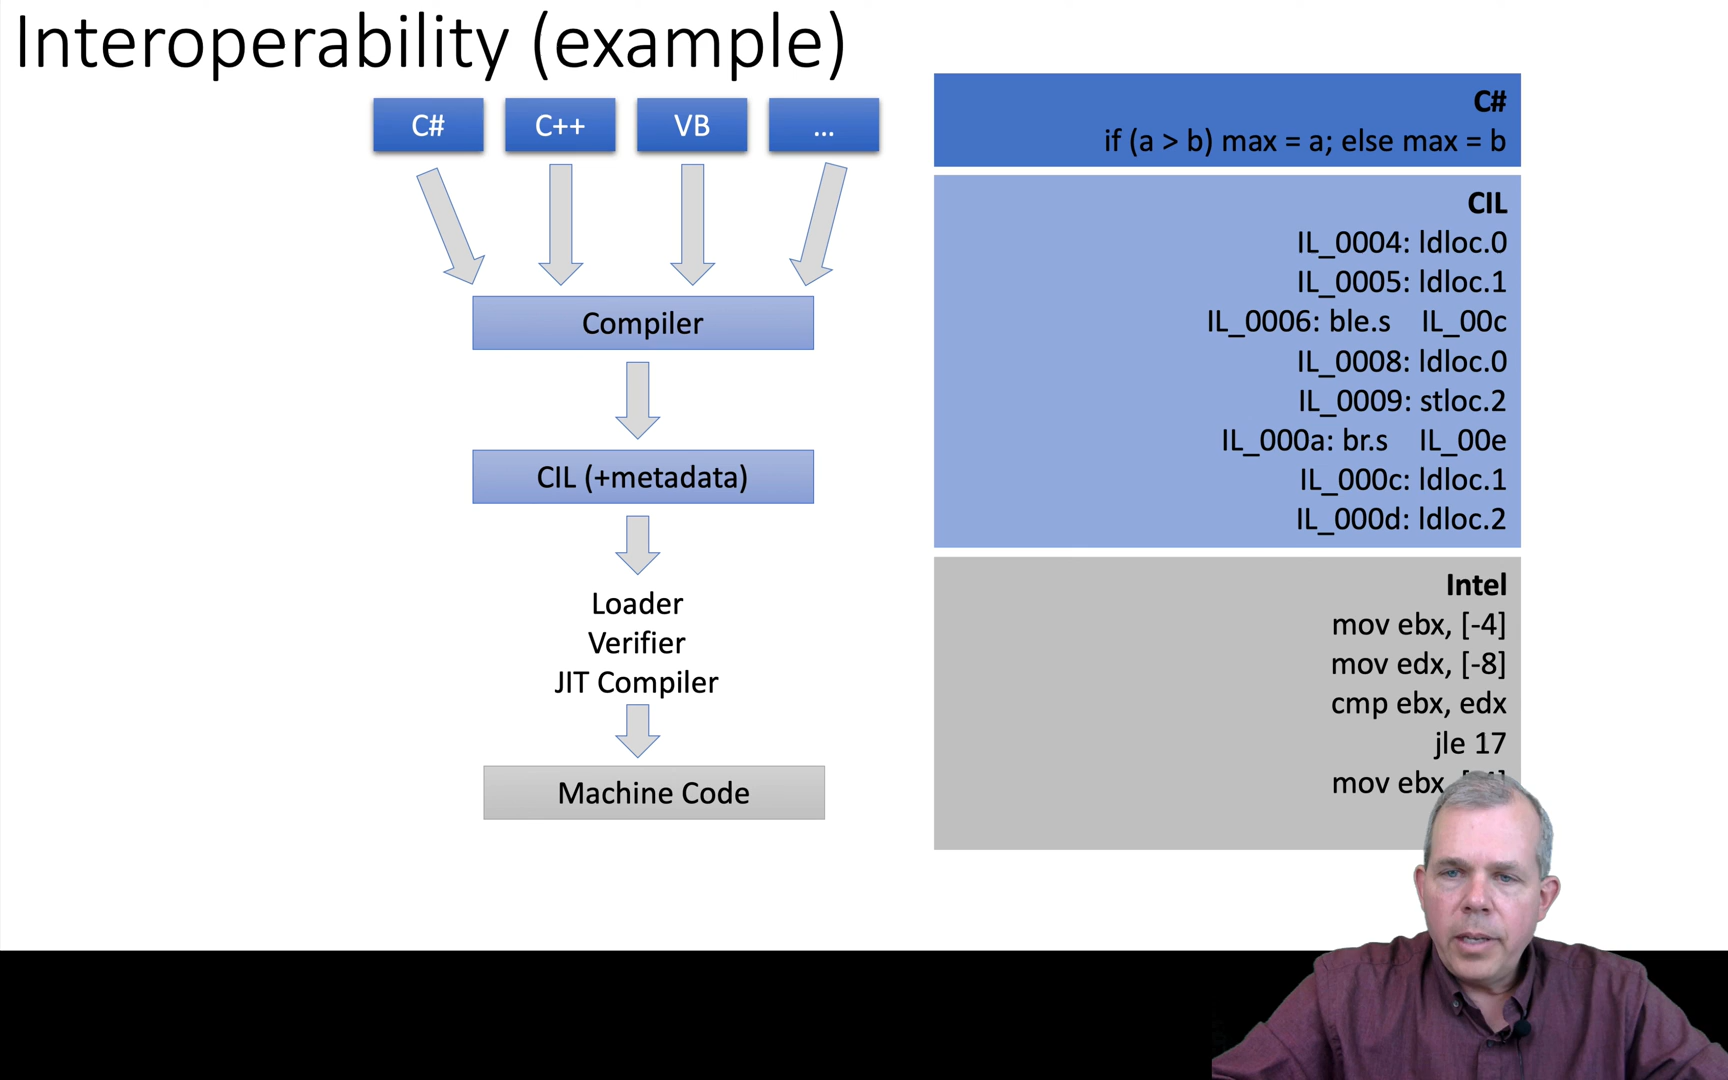 Interoperability (example)
C#
C++
VB
...
Compiler
CIL (+metadata)
Loader
Verifier
JIT Compiler
Machine Code
C#
if (a > b) max = a; else max = b
CIL
IL_0004: ldloc.0
IL_0005: ldloc.1
IL_0006: ble.s IL_00c
IL_0008: ldloc.0
IL_0009: stloc.2
IL_000a: br.s IL_00e
IL_000c: ldloc.1
IL_000d: ldloc.2
Intel
mov ebx, [-4]
mov edx, [-8]
cmp ebx, edx
jle 17
mov ebx